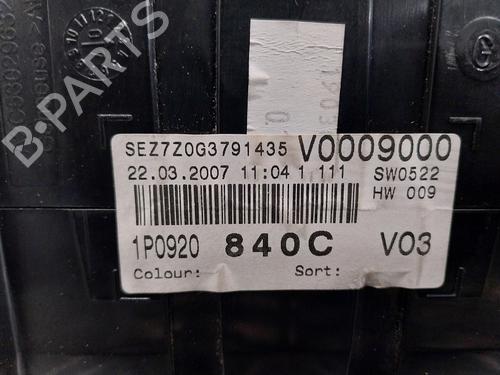 SEZ7Z0G3791435 V0009000
22.03.2007 11:04 1 111 SW0522
HW 009
1P0920 840C V03
Colour: Sort:
B-PARTS